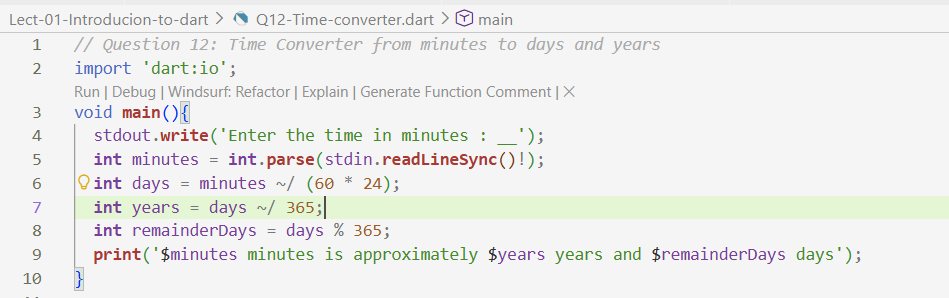 Lect-01-Introducion-to-dart > Q12-Time-converter.dart > main
1 // Question 12: Time Converter from minutes to days and years
2 import 'dart:io';
Run | Debug | Windsurf: Refactor | Explain | Generate Function Comment | ×
3 void main(){
4 stdout.write('Enter the time in minutes : __');
5 int minutes = int.parse(stdin.readLineSync()!);
6 int days = minutes ~/ (60 * 24);
7 int years = days ~/ 365;
8 int remainderDays = days % 365;
9 print('$minutes minutes is approximately $years years and $remainderDays days');
10 }